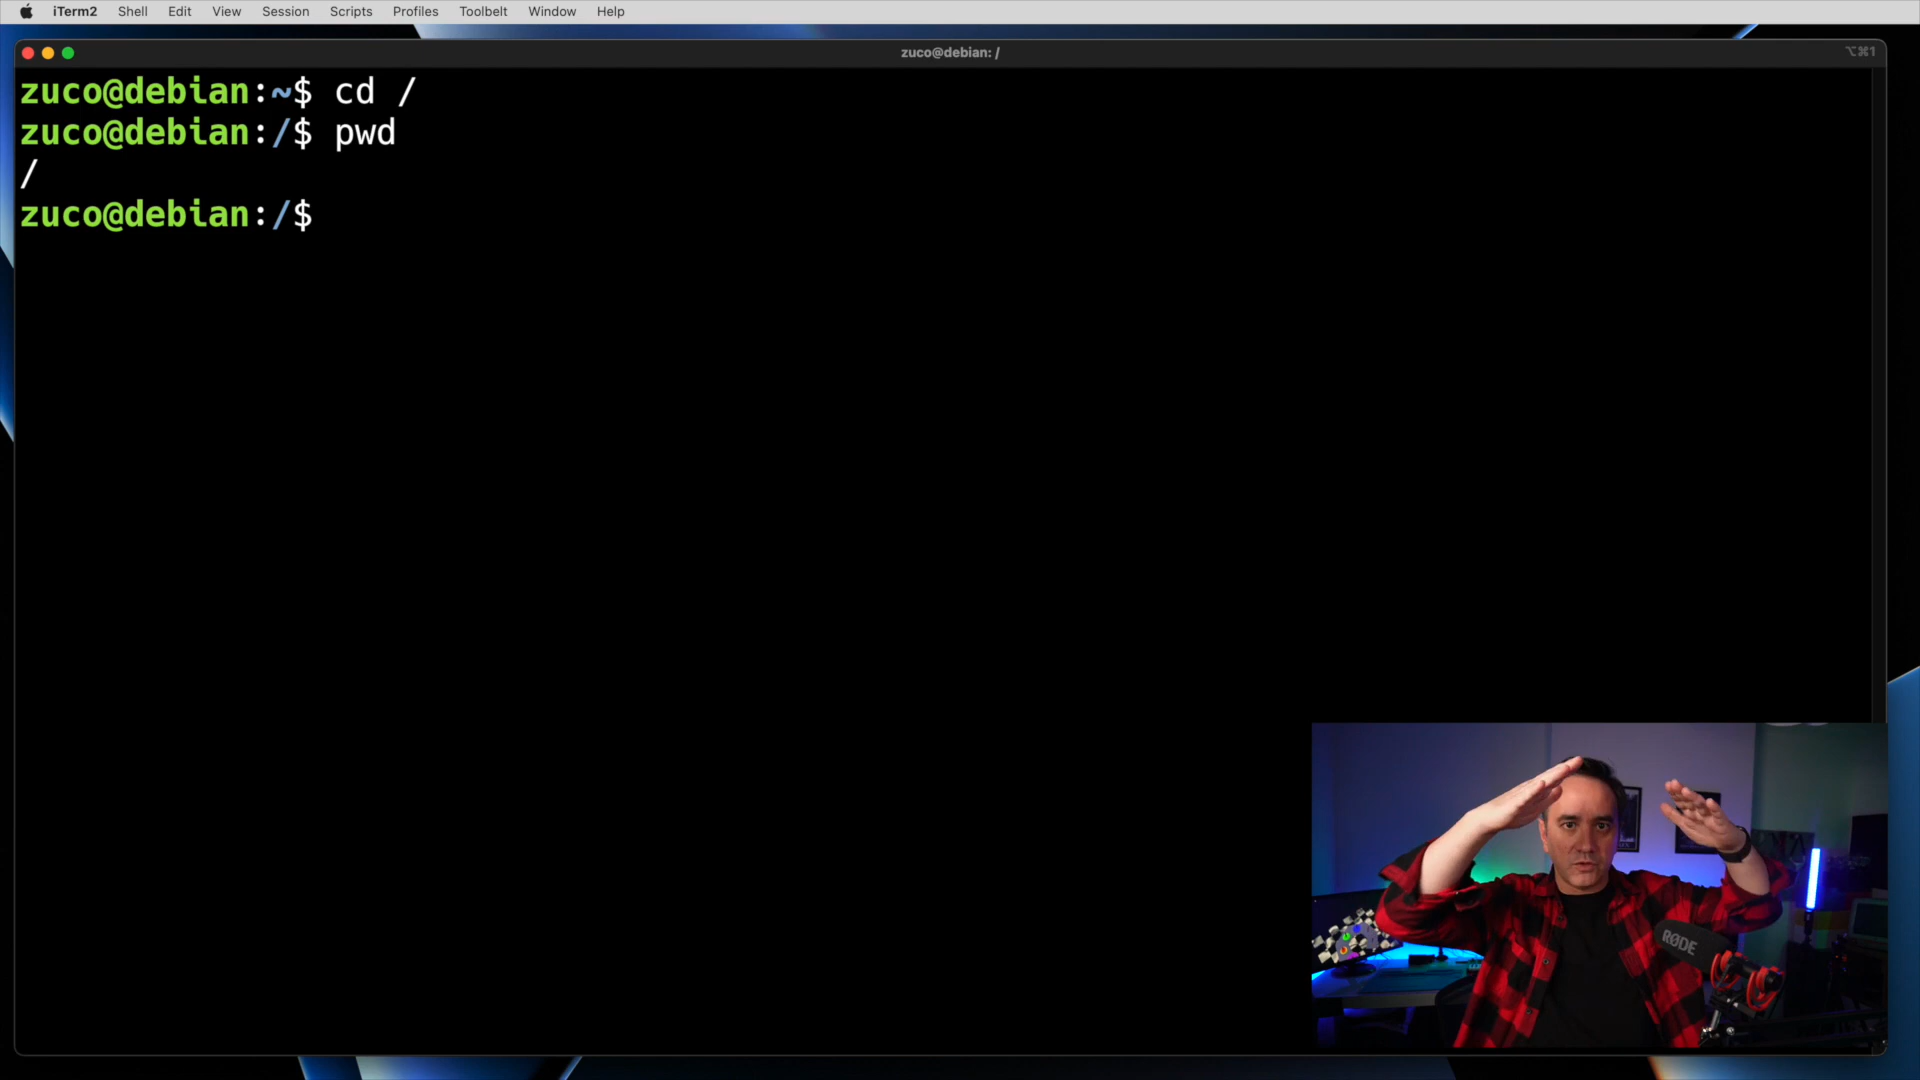 iTerm2 Shell Edit View Session Scripts Profiles Toolbelt Window Help
zuco@debian: /
⌥⌘1
zuco@debian:~$ cd /
zuco@debian:/$ pwd
/
zuco@debian:/$
RØDE